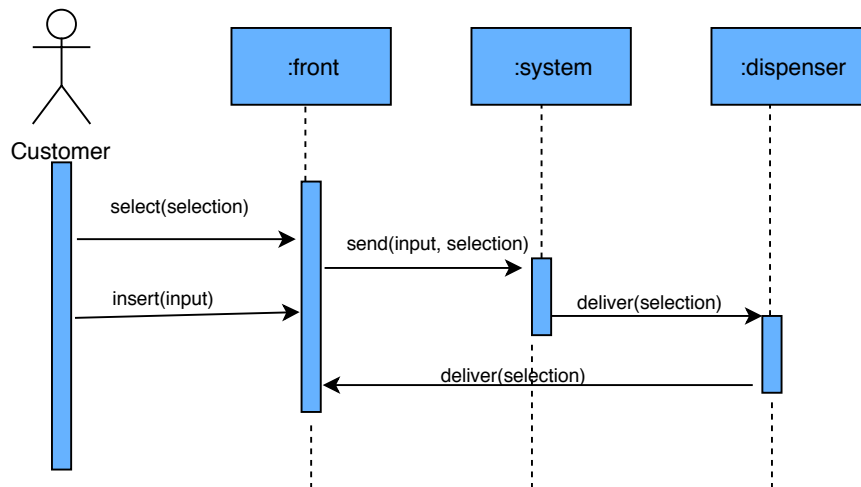 :front
:system
:dispenser
Customer
select(selection)
send(input, selection)
insert(input)
deliver(selection)
deliver(selection)